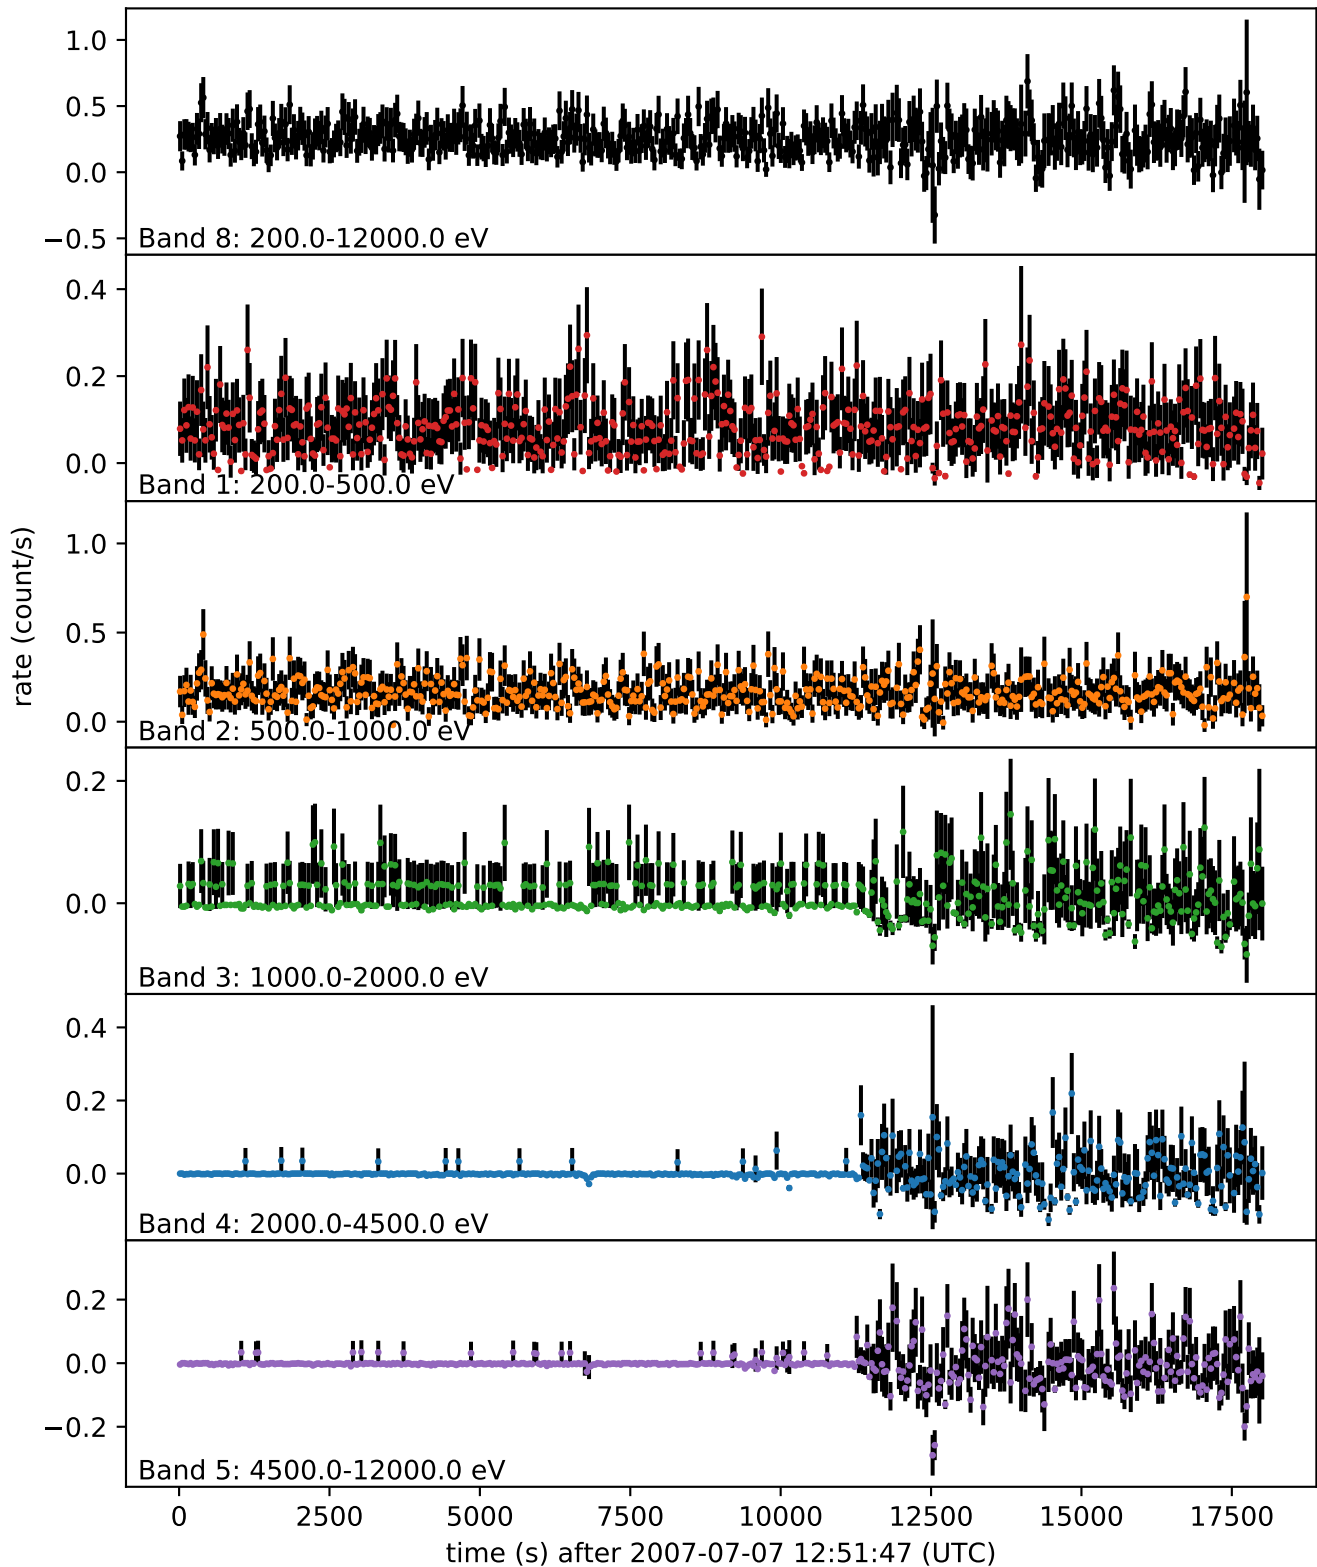 1.0
0.5
0.0
−0.5
Band 8: 200.0-12000.0 eV
0.4
0.2
0.0
Band 1: 200.0-500.0 eV
1.0
0.5
0.0
Band 2: 500.0-1000.0 eV
rate (count/s)
0.2
0.0
Band 3: 1000.0-2000.0 eV
0.4
0.2
0.0
Band 4: 2000.0-4500.0 eV
0.2
0.0
−0.2
Band 5: 4500.0-12000.0 eV
0 2500 5000 7500 10000 12500 15000 17500
time (s) after 2007-07-07 12:51:47 (UTC)